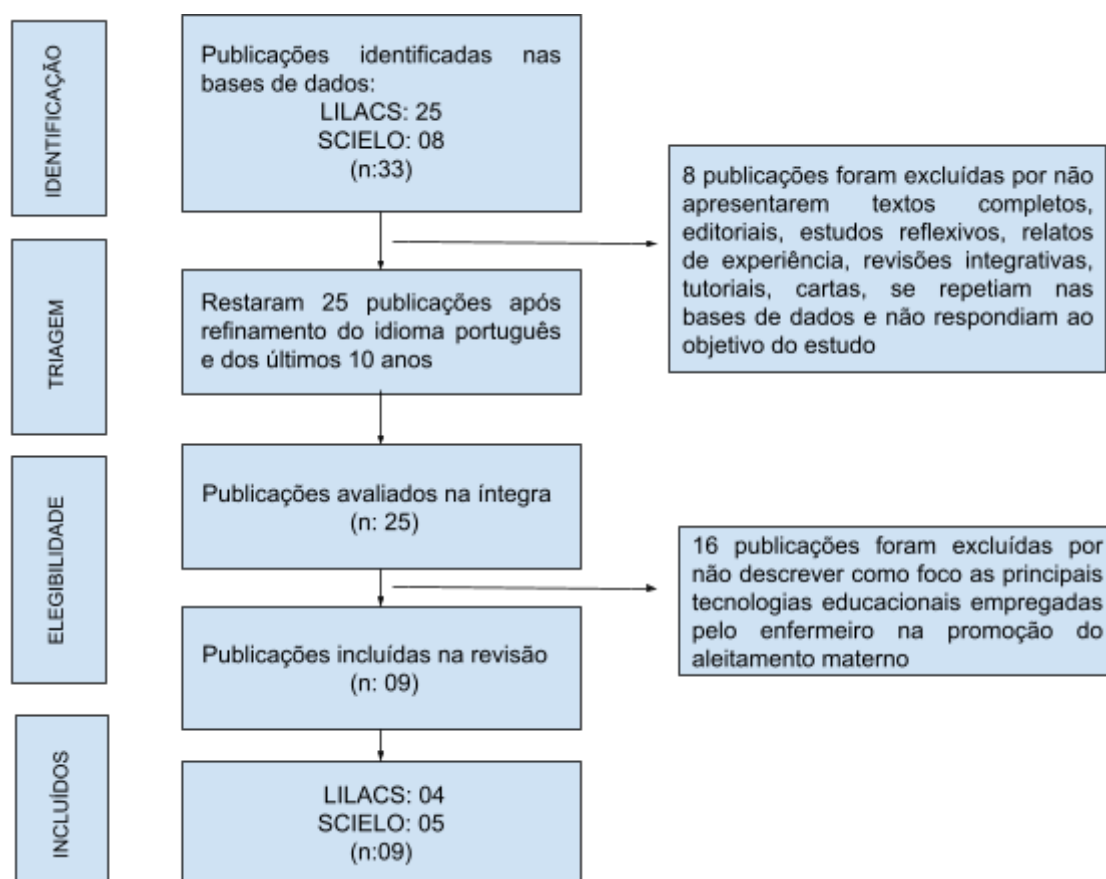 IDENTIFICAÇÃO
Publicações identificadas nas
bases de dados:
LILACS: 25
SCIELO: 08
(n:33)
8 publicações foram excluídas por não
apresentarem textos completos,
editoriais, estudos reflexivos, relatos
de experiência, revisões integrativas,
tutoriais, cartas, se repetiam nas
bases de dados e não respondiam ao
objetivo do estudo
TRIAGEM
Restaram 25 publicações após
refinamento do idioma português
e dos últimos 10 anos
ELEGIBILIDADE
Publicações avaliados na íntegra
(n: 25)
16 publicações foram excluídas por
não descrever como foco as principais
tecnologias educacionais empregadas
pelo enfermeiro na promoção do
aleitamento materno
Publicações incluídas na revisão
(n: 09)
INCLUÍDOS
LILACS: 04
SCIELO: 05
(n:09)